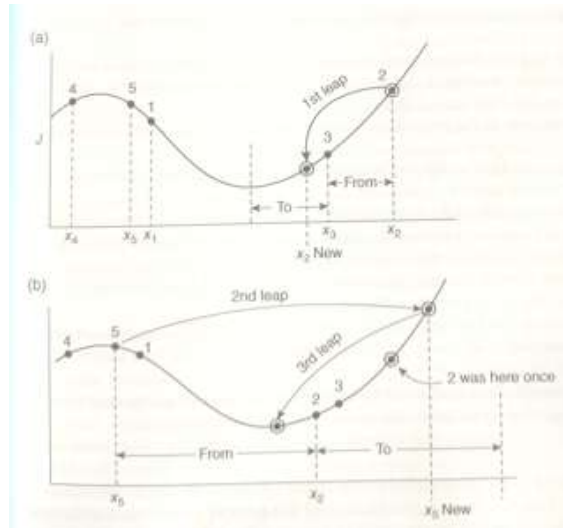 (a)
4
5
1
2
1st leap
3
J
From
To
x₄
x₅ x₁
x₃
x₂
x₂ New
(b)
2nd leap
4
5
1
3rd leap
2
3
2 was here once
From
To
x₅
x₂
x₅ New